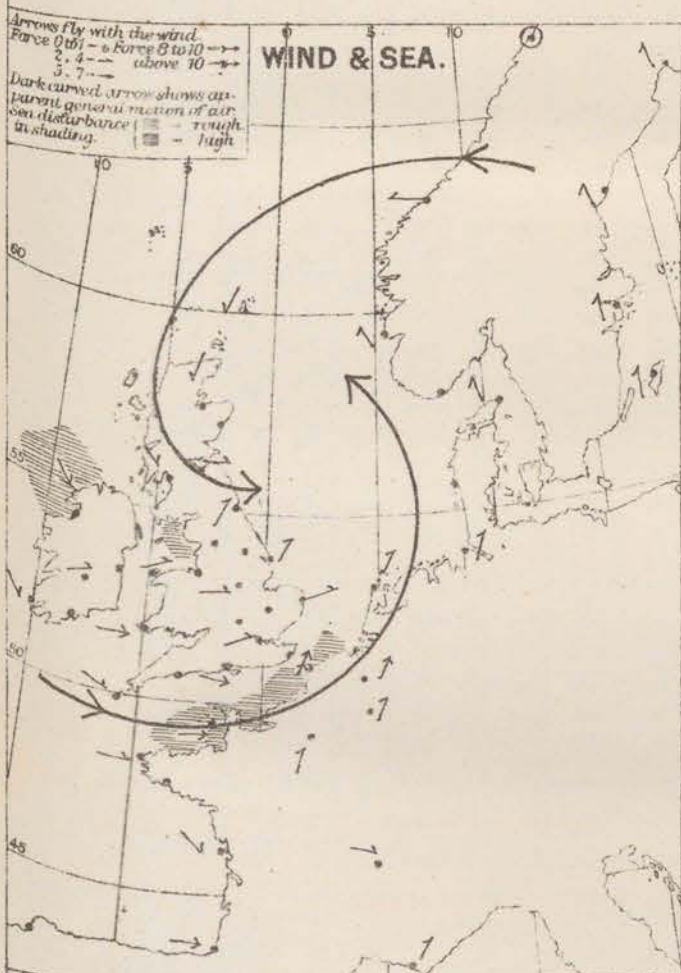 Arrows fly with the wind.
Force 0 to 1 Force 8 to 10
2 . 4 above 10
5 . 7
Dark curved arrow shows ap-
parent general motion of air.
Sea disturbance - rough
in shading. - high
WIND & SEA.
10 5 0 5 10
60
55
50
45